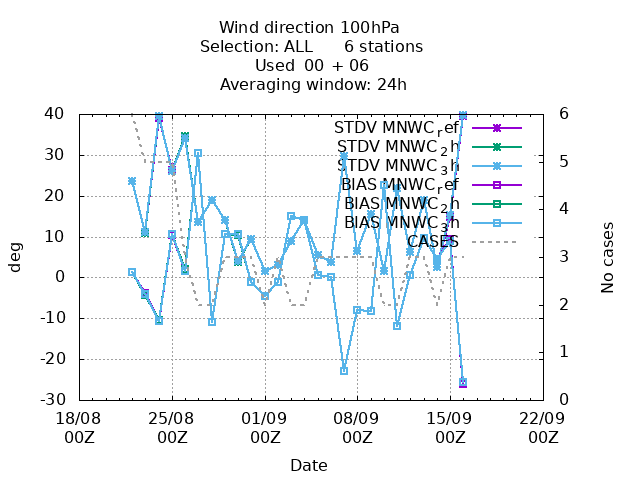 Wind direction 100hPa
Selection: ALL 6 stations
Used 00 + 06
Averaging window: 24h
STDV MNWC_ref
STDV MNWC_2h
STDV MNWC_3h
BIAS MNWC_ref
BIAS MNWC_2h
BIAS MNWC_3h
CASES
40
30
20
10
0
-10
-20
-30
deg
6
5
4
3
2
1
0
No cases
18/08 25/08 01/09 08/09 15/09 22/09
00Z 00Z 00Z 00Z 00Z 00Z
Date